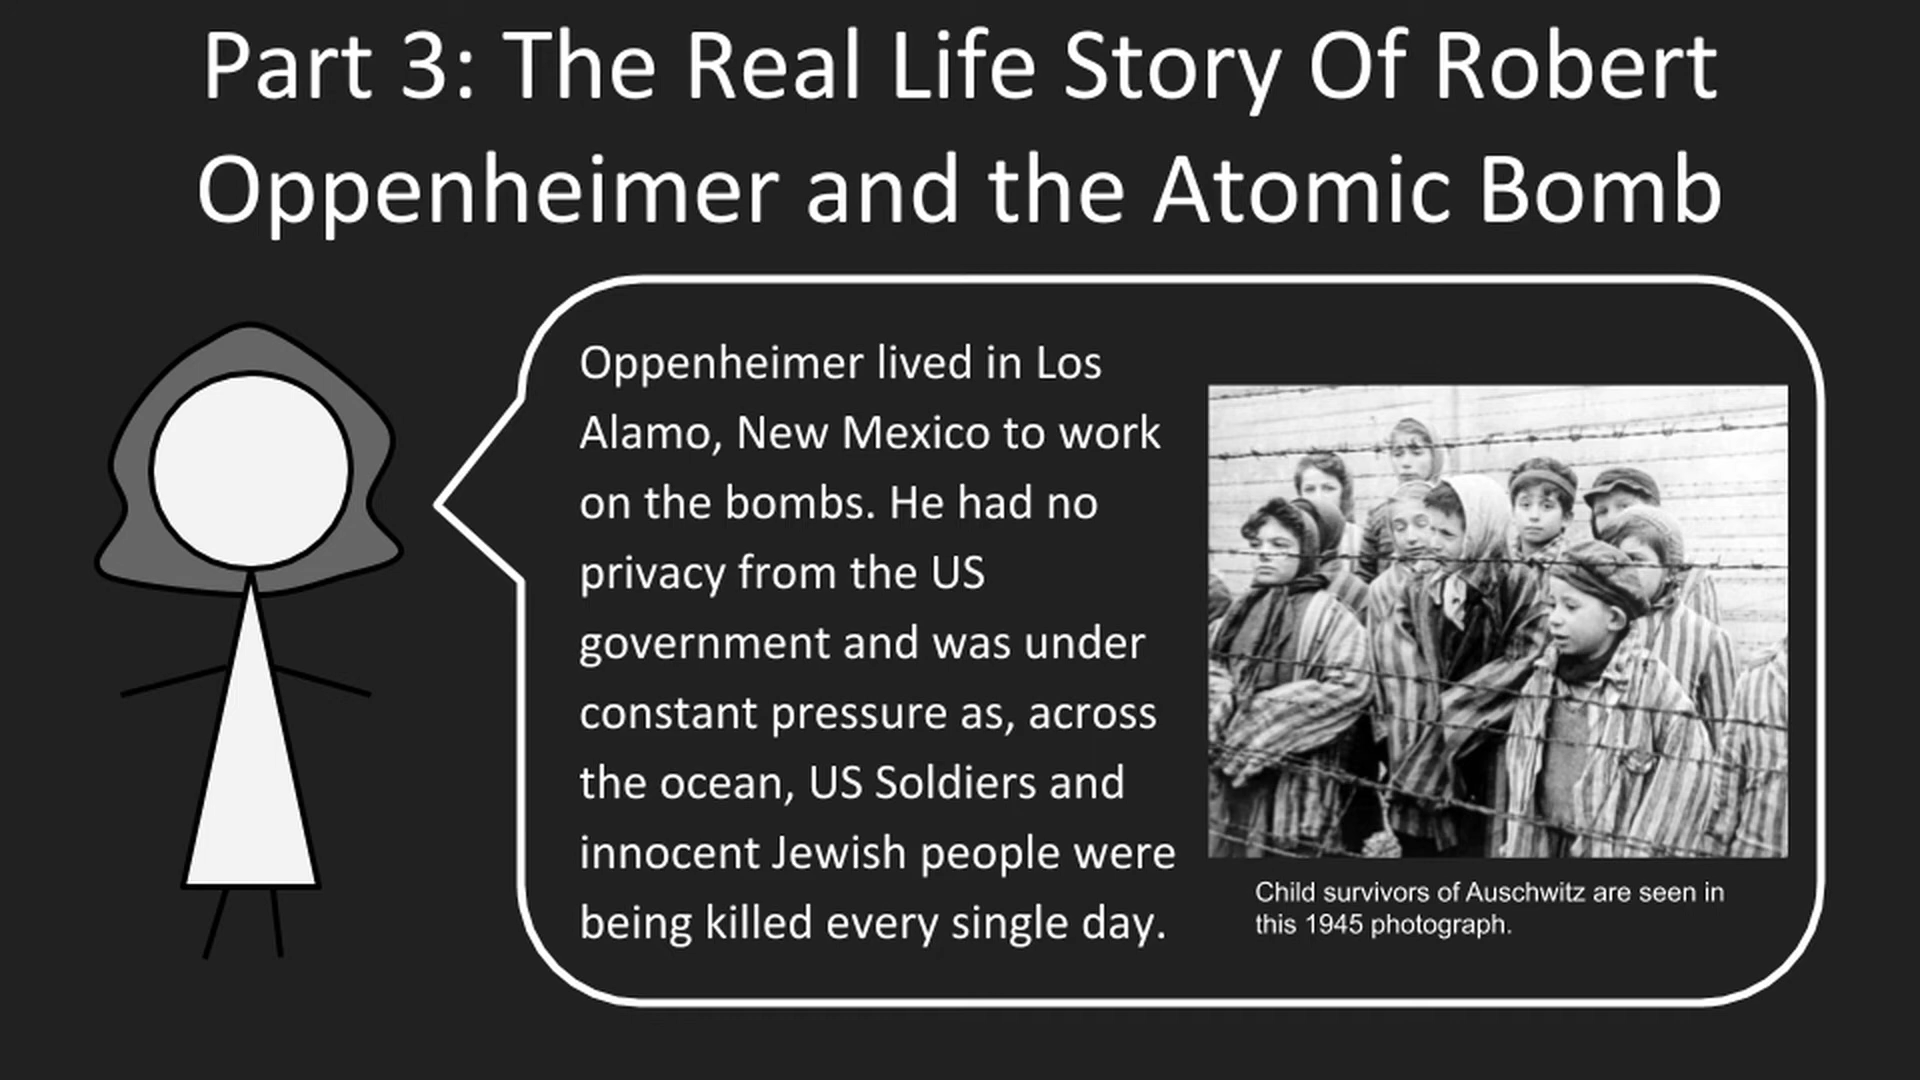 Part 3: The Real Life Story Of Robert
Oppenheimer and the Atomic Bomb
Oppenheimer lived in Los
Alamo, New Mexico to work
on the bombs. He had no
privacy from the US
government and was under
constant pressure as, across
the ocean, US Soldiers and
innocent Jewish people were
being killed every single day.
Child survivors of Auschwitz are seen in
this 1945 photograph.